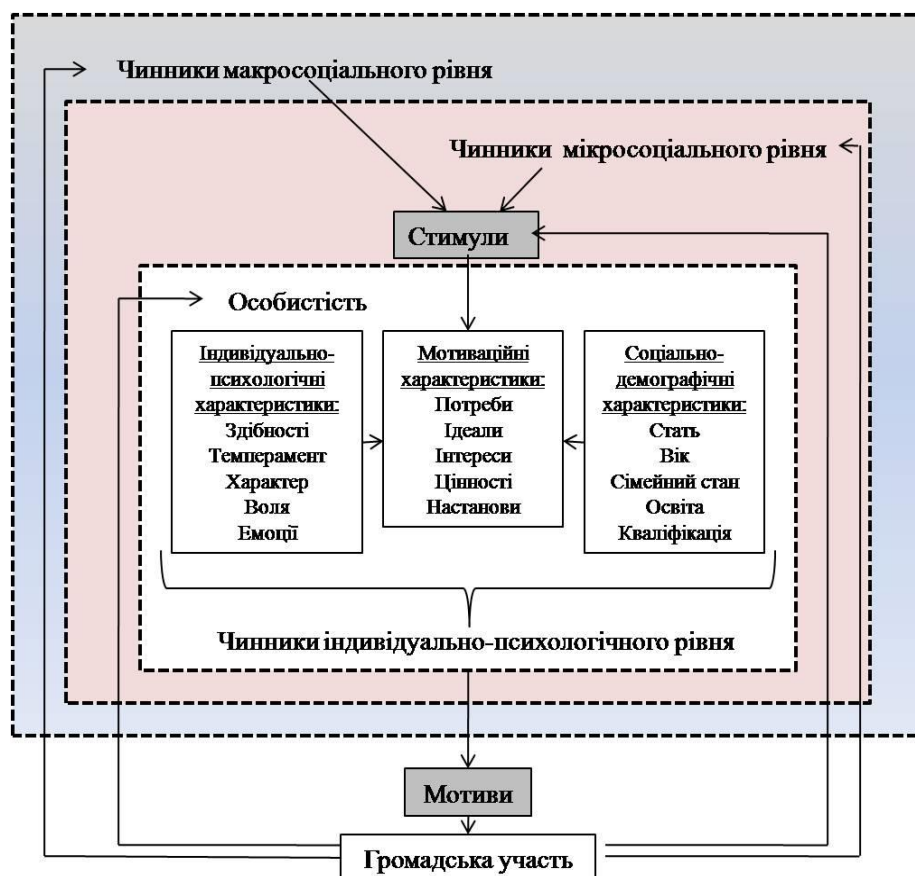 Чинники макросоціального рівня
Чинники мікросоціального рівня
Стимули
Особистість
Індивідуально-
психологічні
характеристики:
Здібності
Темперамент
Характер
Воля
Емоції
Мотиваційні
характеристики:
Потреби
Ідеали
Інтереси
Цінності
Настанови
Соціально-
демографічні
характеристики:
Стать
Вік
Сімейний стан
Освіта
Кваліфікація
Чинники індивідуально-психологічного рівня
Мотиви
Громадська участь